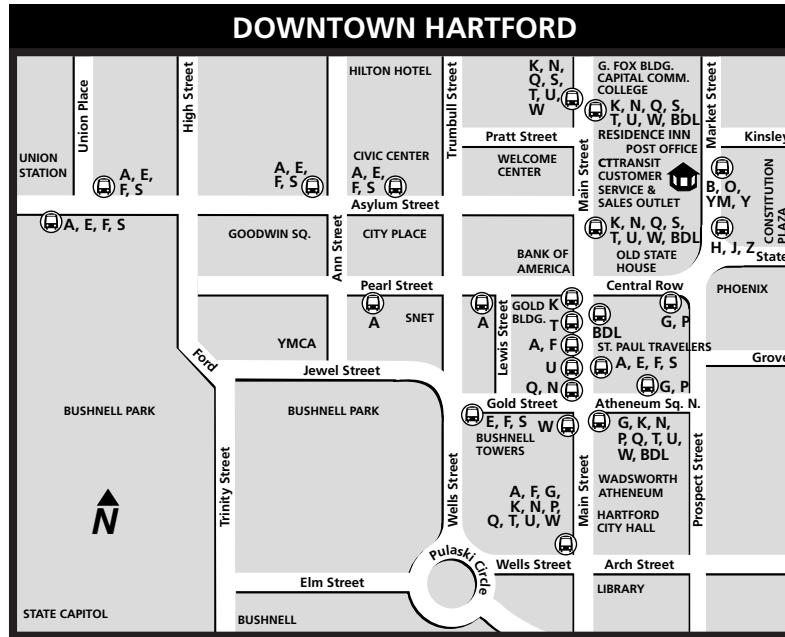 DOWNTOWN HARTFORD
Union Place
High Street
HILTON HOTEL
Trumbull Street
K, N,
Q, S,
T, U,
W
G. FOX BLDG.
CAPITAL COMM.
COLLEGE
Market Street
K, N, Q, S,
T, U, W, BDL
RESIDENCE INN
POST OFFICE
Pratt Street
Kinsley
UNION
STATION
A, E,
F, S
A, E,
F, S
CIVIC CENTER
A, E,
F, S
WELCOME
CENTER
Main Street
CTTRANSIT
CUSTOMER
SERVICE &
SALES OUTLET
B, O,
YM, Y
CONSTITUTION
PLAZA
Asylum Street
A, E, F, S
GOODWIN SQ.
Ann Street
CITY PLACE
K, N, Q, S,
T, U, W, BDL
H, J, Z
State
BANK OF
AMERICA
OLD STATE
HOUSE
Pearl Street
Central Row
PHOENIX
A
SNET
A
Lewis Street
GOLD
BLDG.
K
T
A, F
U
Q, N
BDL
G, P
ST. PAUL TRAVELERS
A, E, F, S
G, P
YMCA
Ford
Jewel Street
Grove
BUSHNELL PARK
BUSHNELL PARK
Gold Street
Atheneum Sq. N.
E, F, S
BUSHNELL
TOWERS
W
G, K, N,
P, Q, T, U,
W, BDL
N
Trinity Street
Wells Street
A, F, G,
K, N, P,
Q, T, U, W
Main Street
WADSWORTH
ATHENEUM
HARTFORD
CITY HALL
Prospect Street
Pulaski Circle
Wells Street
Arch Street
Elm Street
LIBRARY
STATE CAPITOL
BUSHNELL